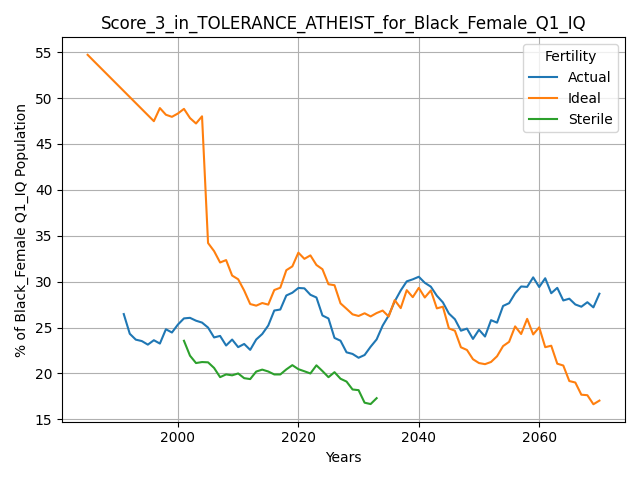 Score_3_in_TOLERANCE_ATHEIST_for_Black_Female_Q1_IQ
% of Black_Female Q1_IQ Population
55
50
45
40
35
30
25
20
15
Fertility
Actual
Ideal
Sterile
2000 2020 2040 2060
Years